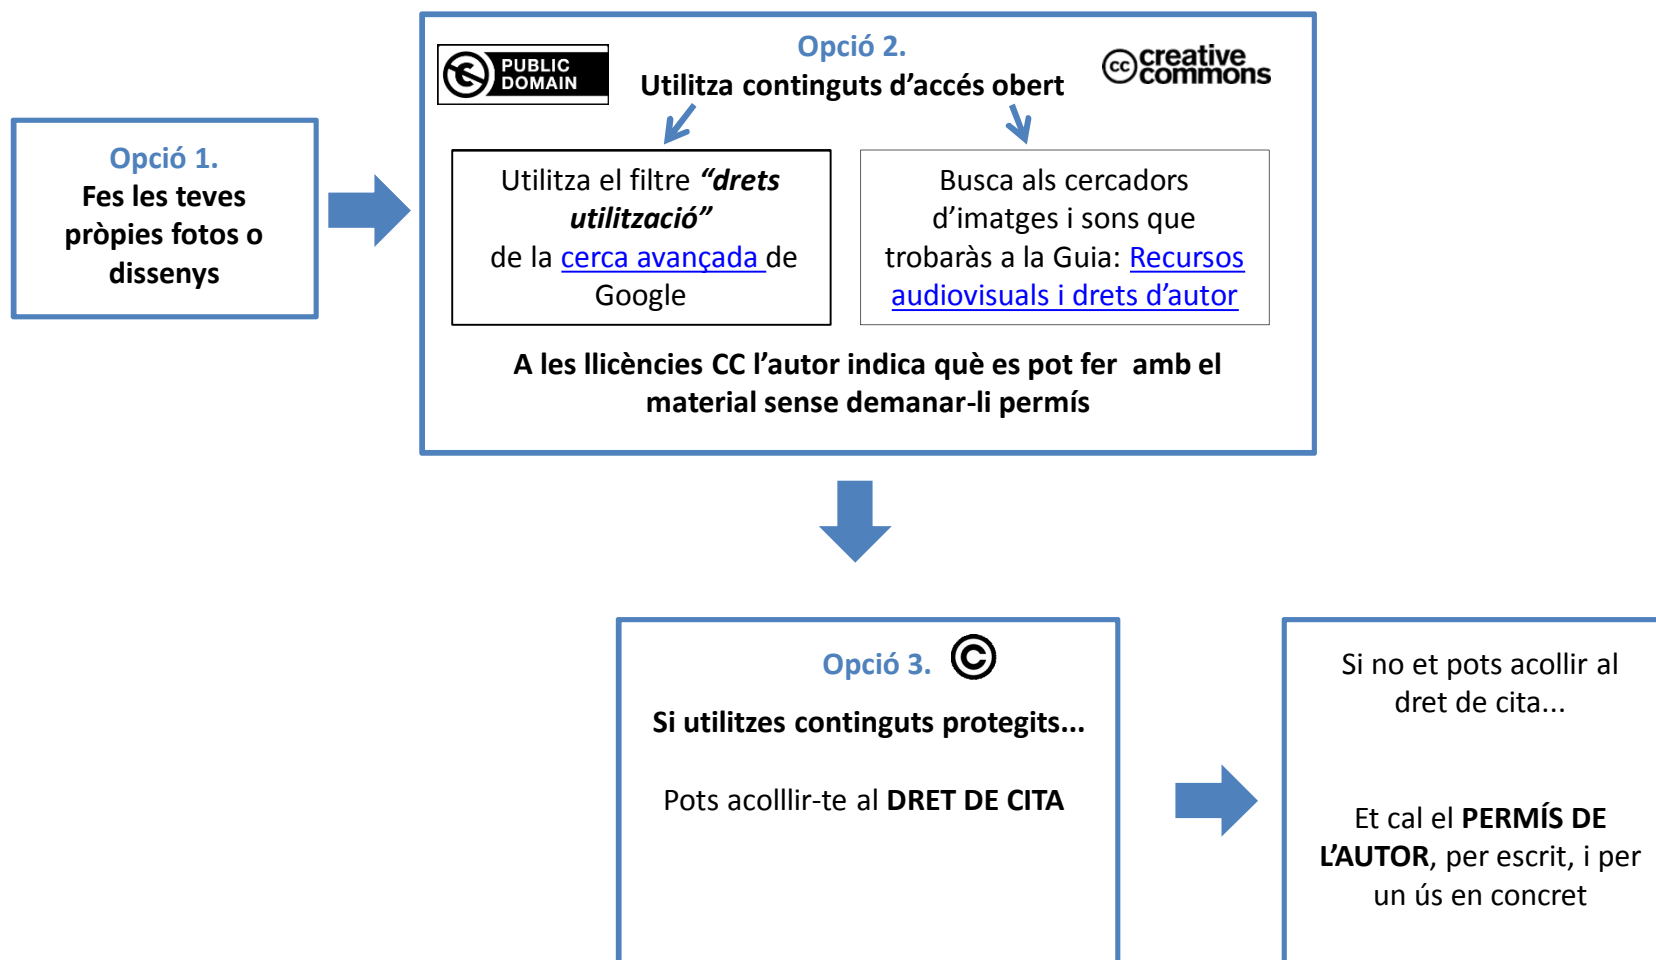 Opció 1.
Fes les teves
pròpies fotos o
dissenys
PUBLIC
DOMAIN
Opció 2.
Utilitza continguts d’accés obert
cc creative
commons
Utilitza el filtre “drets
utilització”
de la cerca avançada de
Google
Busca als cercadors
d’imatges i sons que
trobaràs a la Guia: Recursos
audiovisuals i drets d’autor
A les llicències CC l’autor indica què es pot fer amb el
material sense demanar-li permís
Opció 3. ©
Si utilitzes continguts protegits...
Pots acolllir-te al DRET DE CITA
Si no et pots acollir al
dret de cita...
Et cal el PERMÍS DE
L’AUTOR, per escrit, i per
un ús en concret